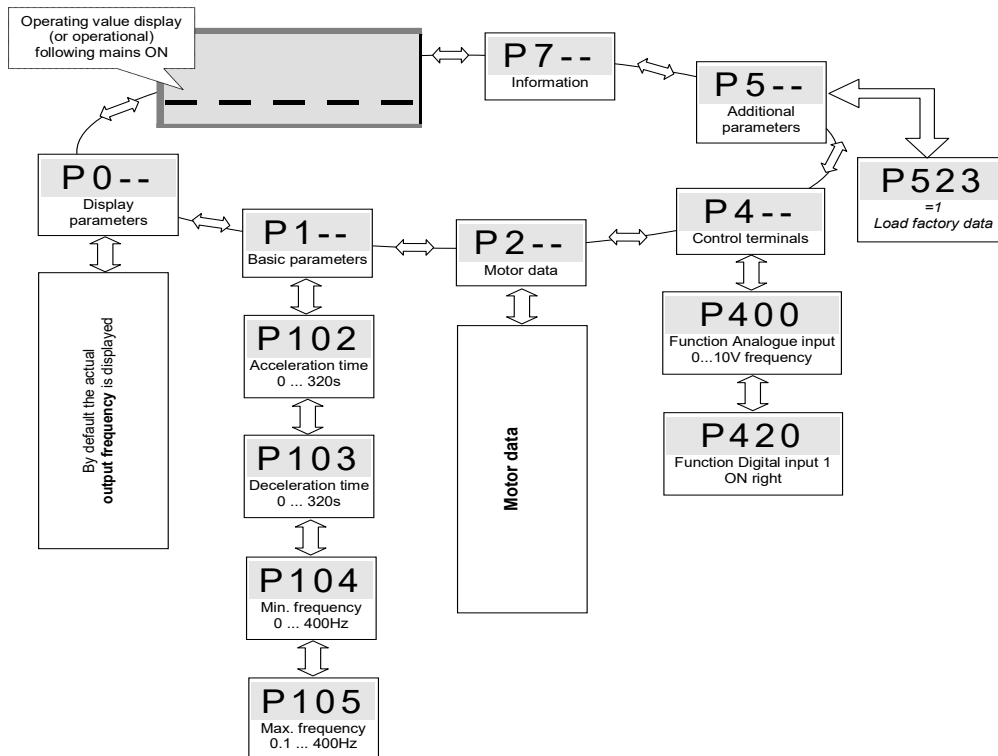 Operating value display
(or operational)
following mains ON
P7--
Information
P5--
Additional
parameters
P523
=1
Load factory data
P0--
Display
parameters
P1--
Basic parameters
P2--
Motor data
P4--
Control terminals
By default the actual
output frequency is displayed
P102
Acceleration time
0 ... 320s
P103
Deceleration time
0 ... 320s
P104
Min. frequency
0 ... 400Hz
P105
Max. frequency
0.1 ... 400Hz
Motor data
P400
Function Analogue input
0...10V frequency
P420
Function Digital input 1
ON right